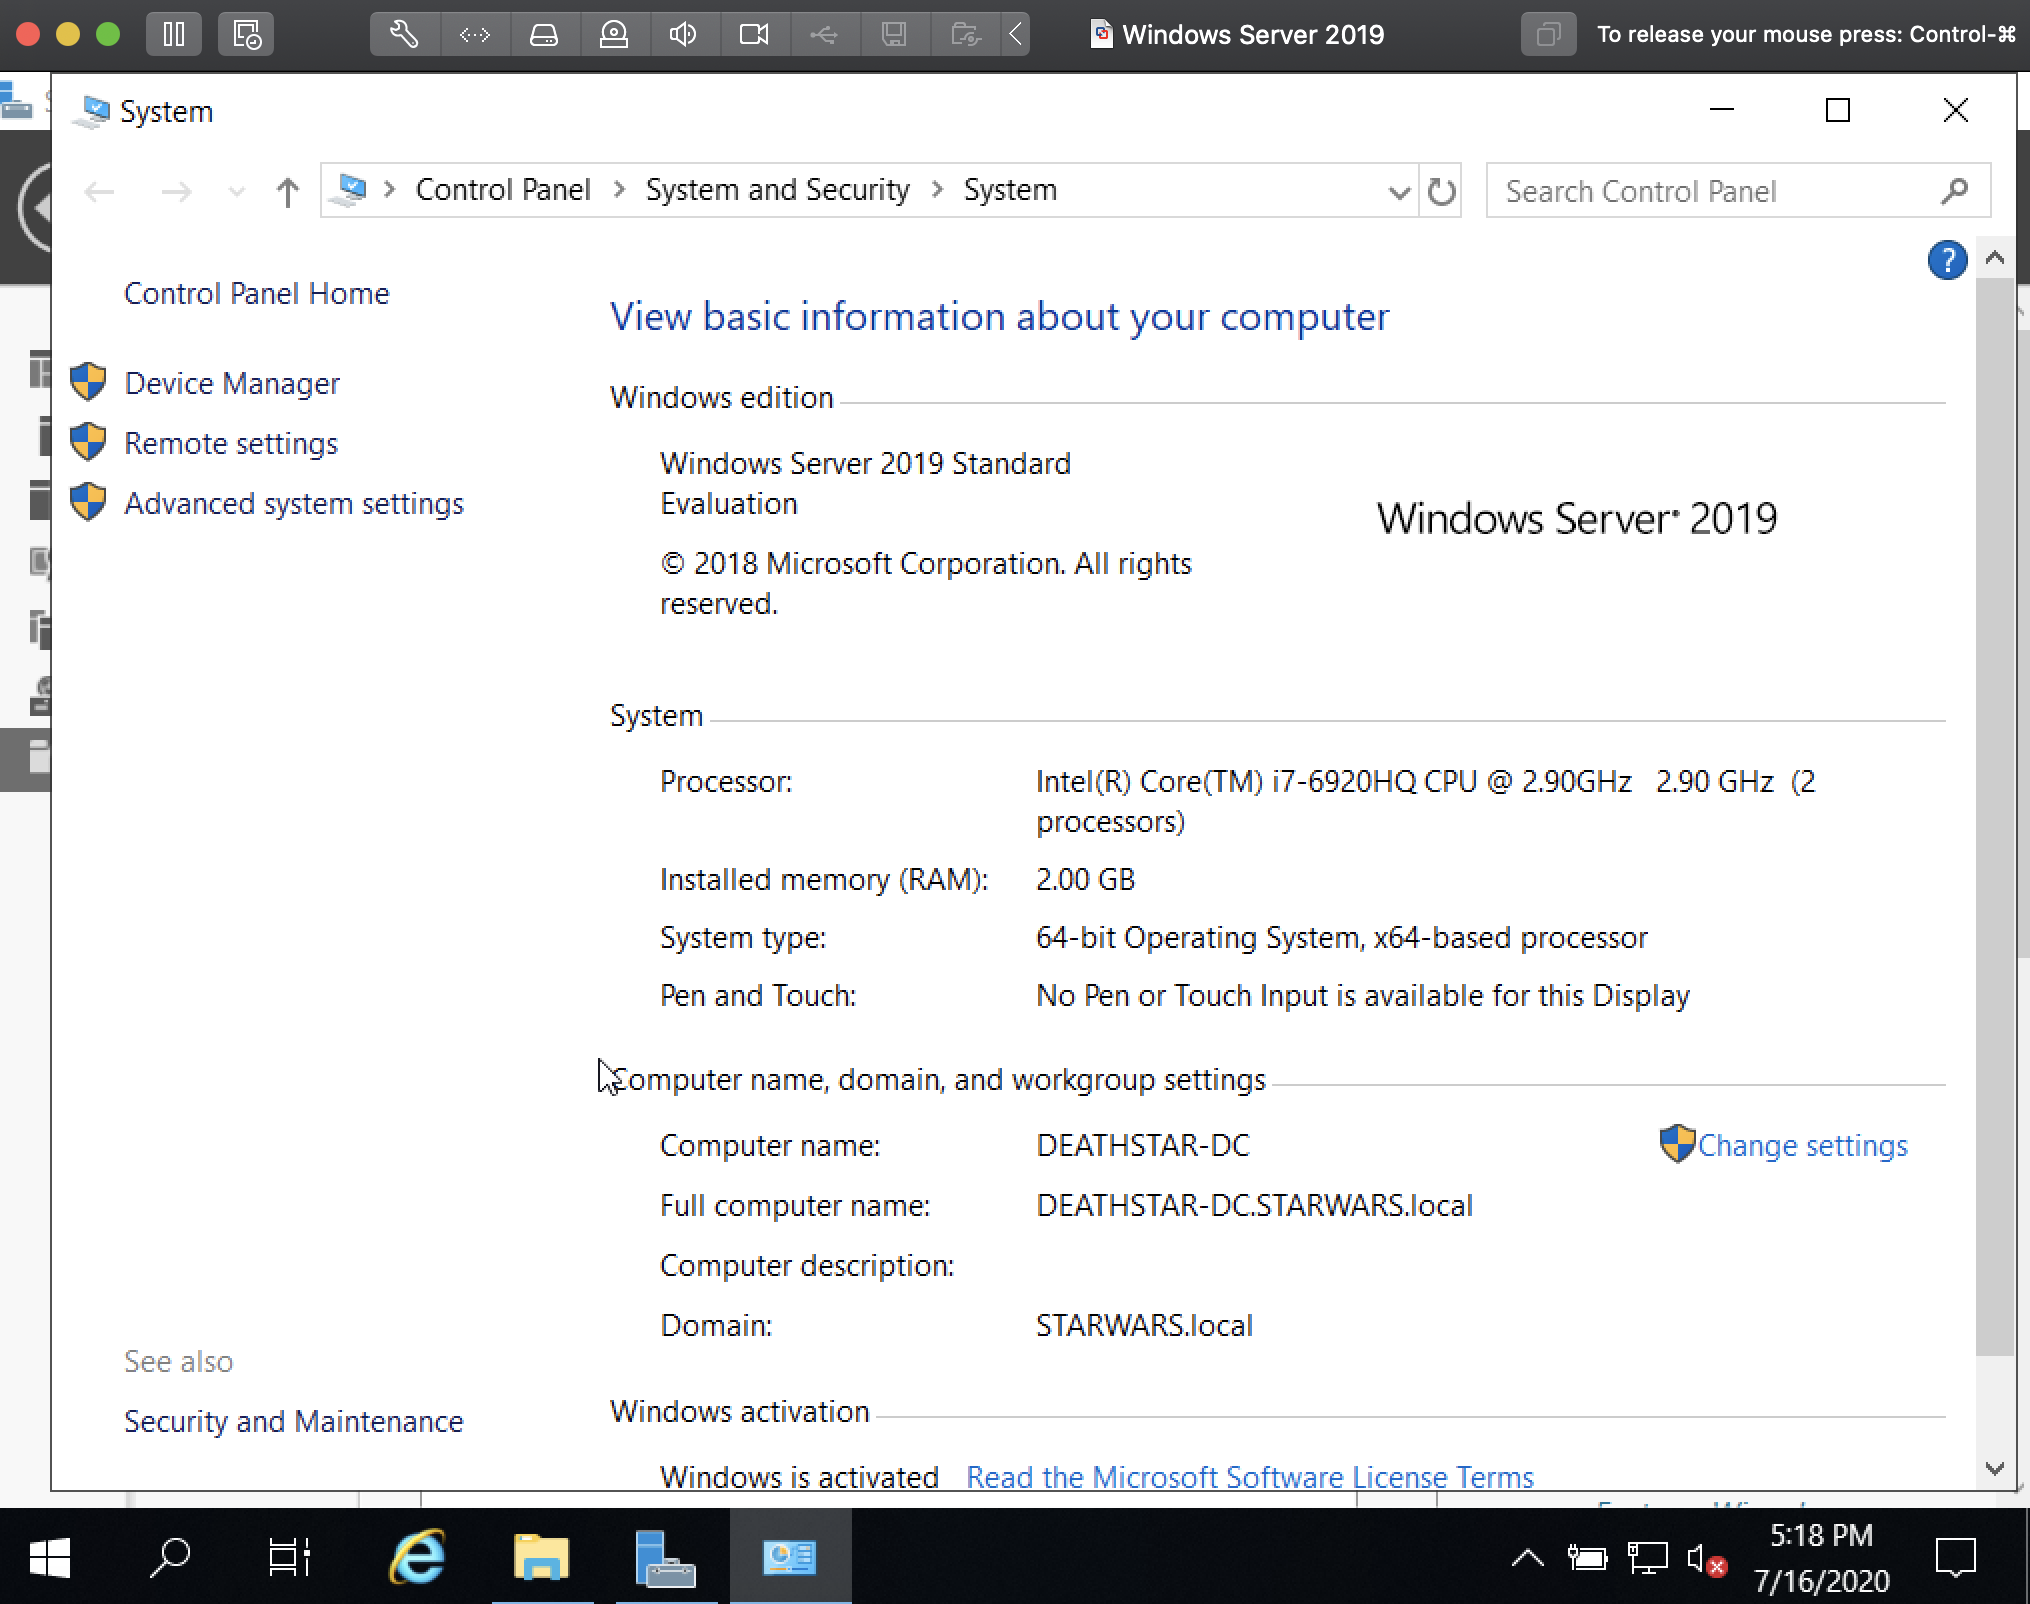 Windows Server 2019
To release your mouse press: Control-⌘
System
Control Panel > System and Security > System
Search Control Panel
?
Control Panel Home
Device Manager
Remote settings
Advanced system settings
See also
Security and Maintenance
View basic information about your computer
Windows edition
Windows Server 2019 Standard
Evaluation
© 2018 Microsoft Corporation. All rights
reserved.
Windows Server® 2019
System
Processor: Intel(R) Core(TM) i7-6920HQ CPU @ 2.90GHz 2.90 GHz (2
processors)
Installed memory (RAM): 2.00 GB
System type: 64-bit Operating System, x64-based processor
Pen and Touch: No Pen or Touch Input is available for this Display
Computer name, domain, and workgroup settings
Computer name: DEATHSTAR-DC
Change settings
Full computer name: DEATHSTAR-DC.STARWARS.local
Computer description:
Domain: STARWARS.local
Windows activation
Windows is activated Read the Microsoft Software License Terms
5:18 PM
7/16/2020